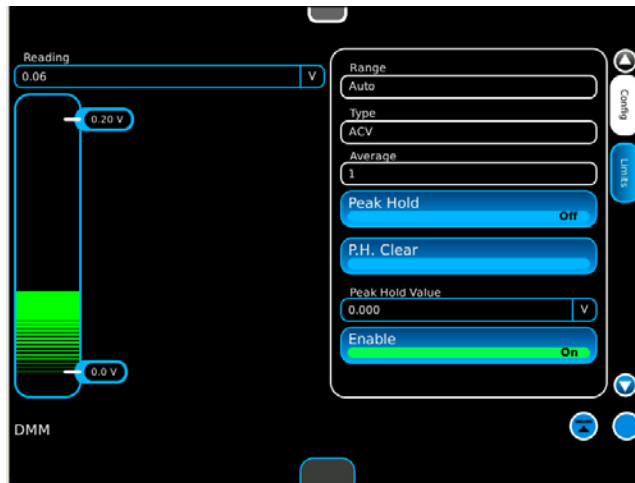 Reading
0.06 V
0.20 V
0.0 V
DMM
Range
Auto
Type
ACV
Average
1
Peak Hold
Off
P.H. Clear
Peak Hold Value
0.000 V
Enable
On
Config
Limits